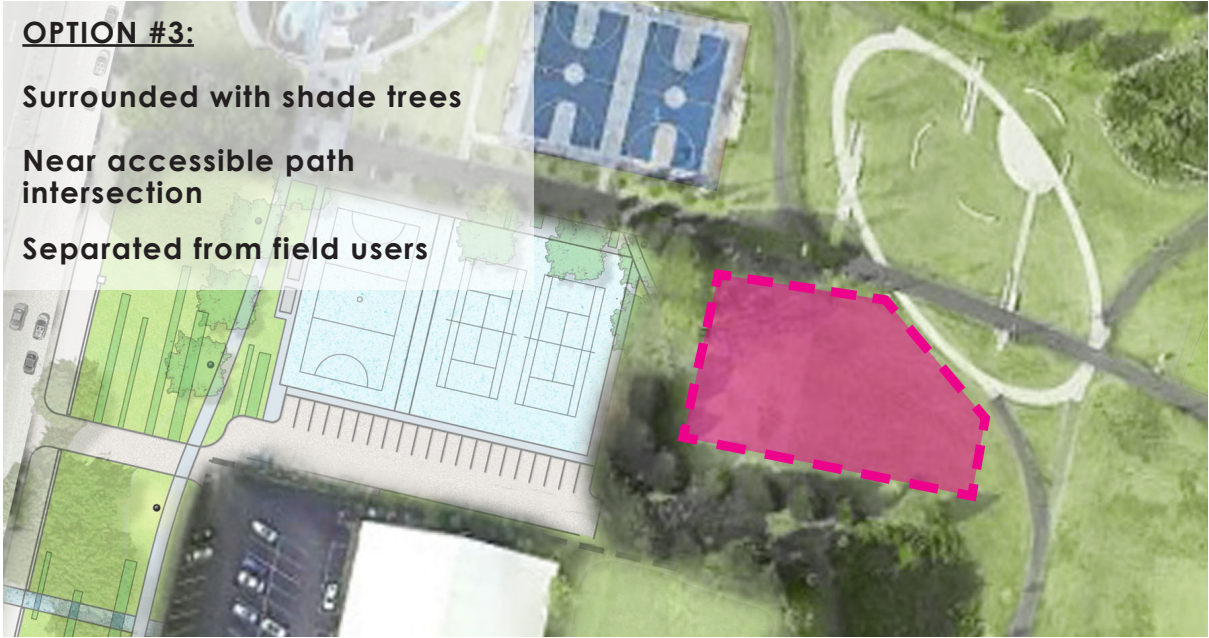 OPTION #3:
Surrounded with shade trees
Near accessible path
intersection
Separated from field users